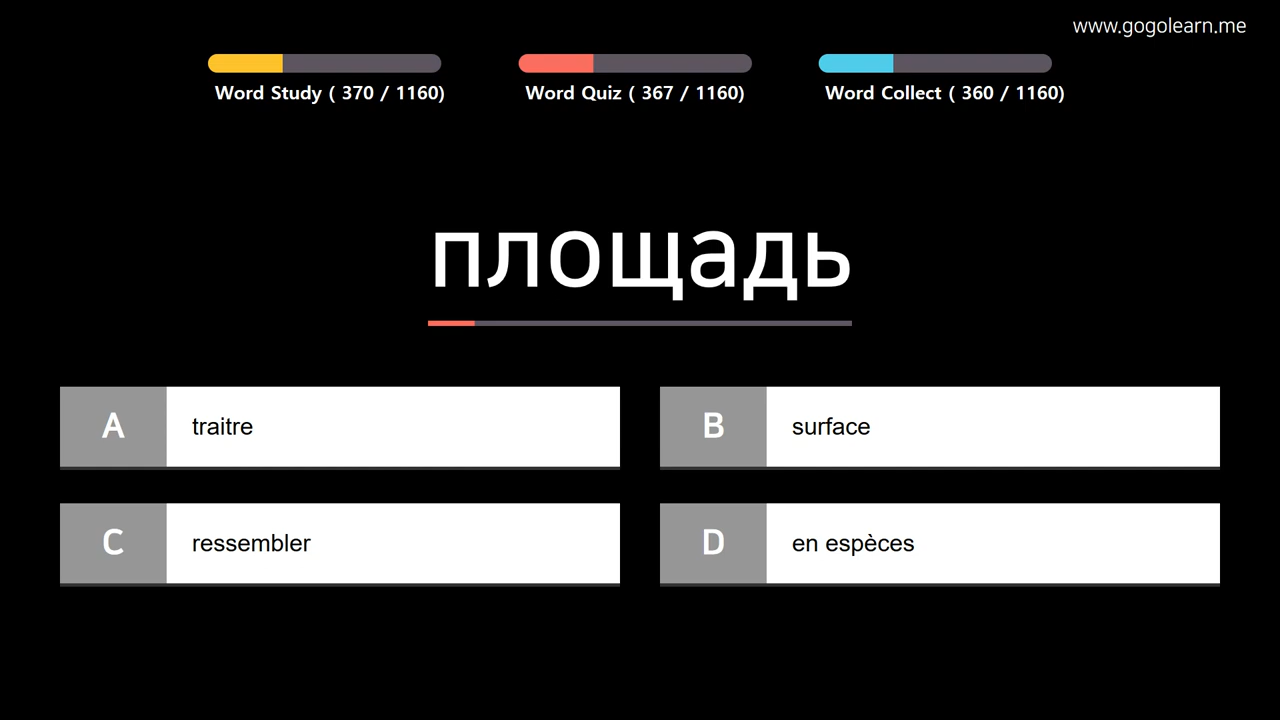 www.gogolearn.me
Word Study ( 370 / 1160)
Word Quiz ( 367 / 1160)
Word Collect ( 360 / 1160)
площадь
A traitre
B surface
C ressembler
D en espèces